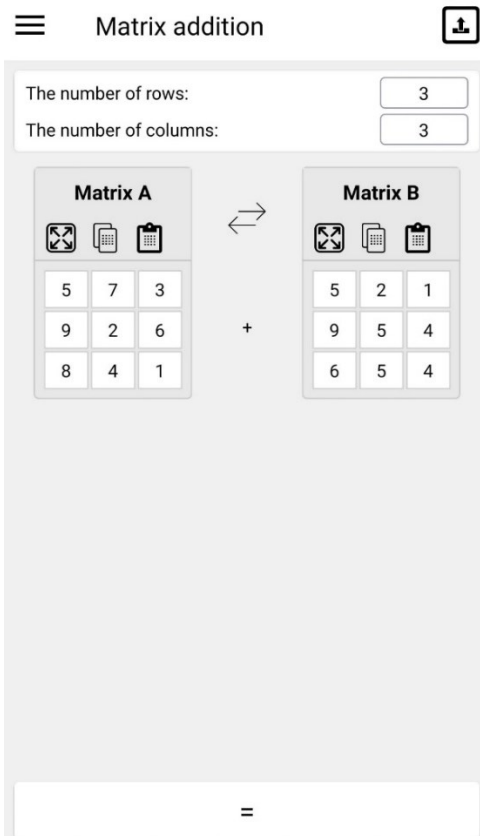 Matrix addition
The number of rows: 3
The number of columns: 3
Matrix A Matrix B
5 7 3 5 2 1
9 2 6 + 9 5 4
8 4 1 6 5 4
=